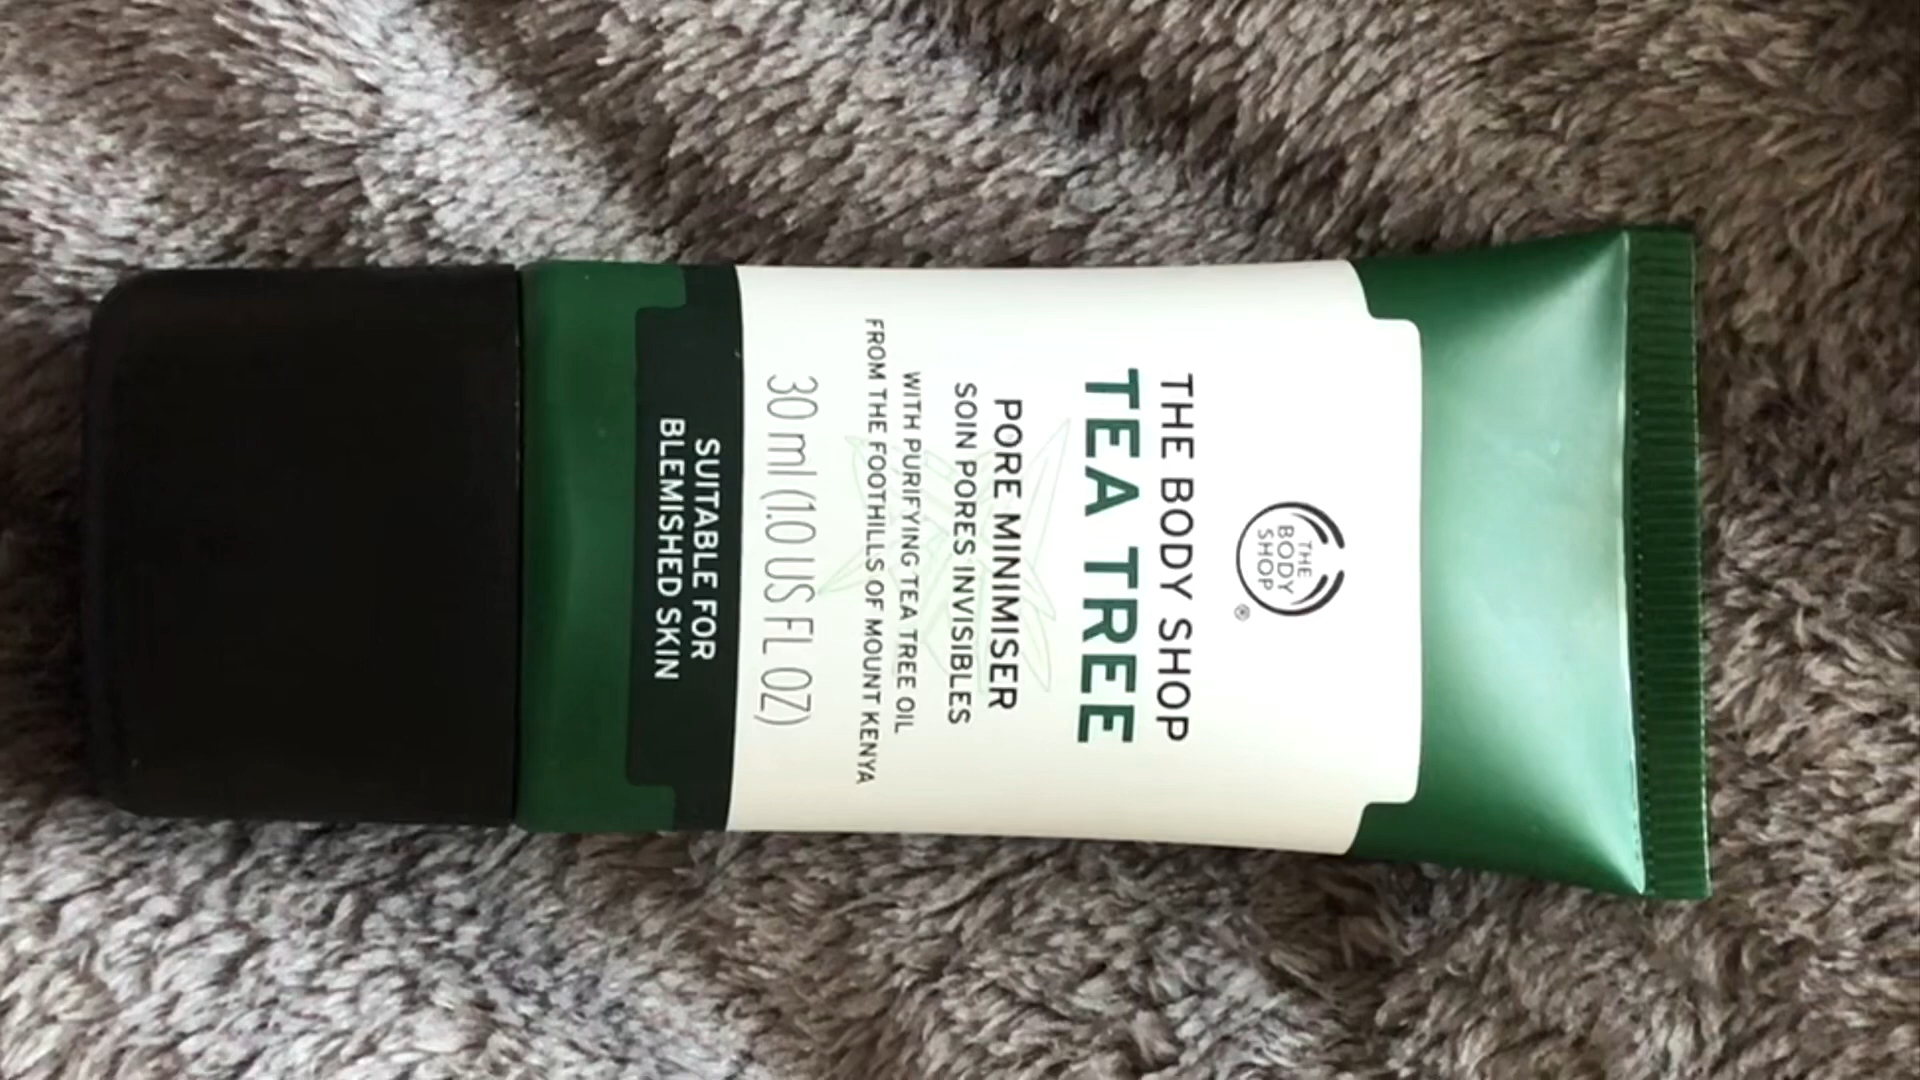 THE
BODY
SHOP
®
THE BODY SHOP
TEA TREE
PORE MINIMISER
SOIN PORES INVISIBLES
WITH PURIFYING TEA TREE OIL
FROM THE FOOTHILLS OF MOUNT KENYA
30 ml (1.0 US FL OZ)
SUITABLE FOR
BLEMISHED SKIN